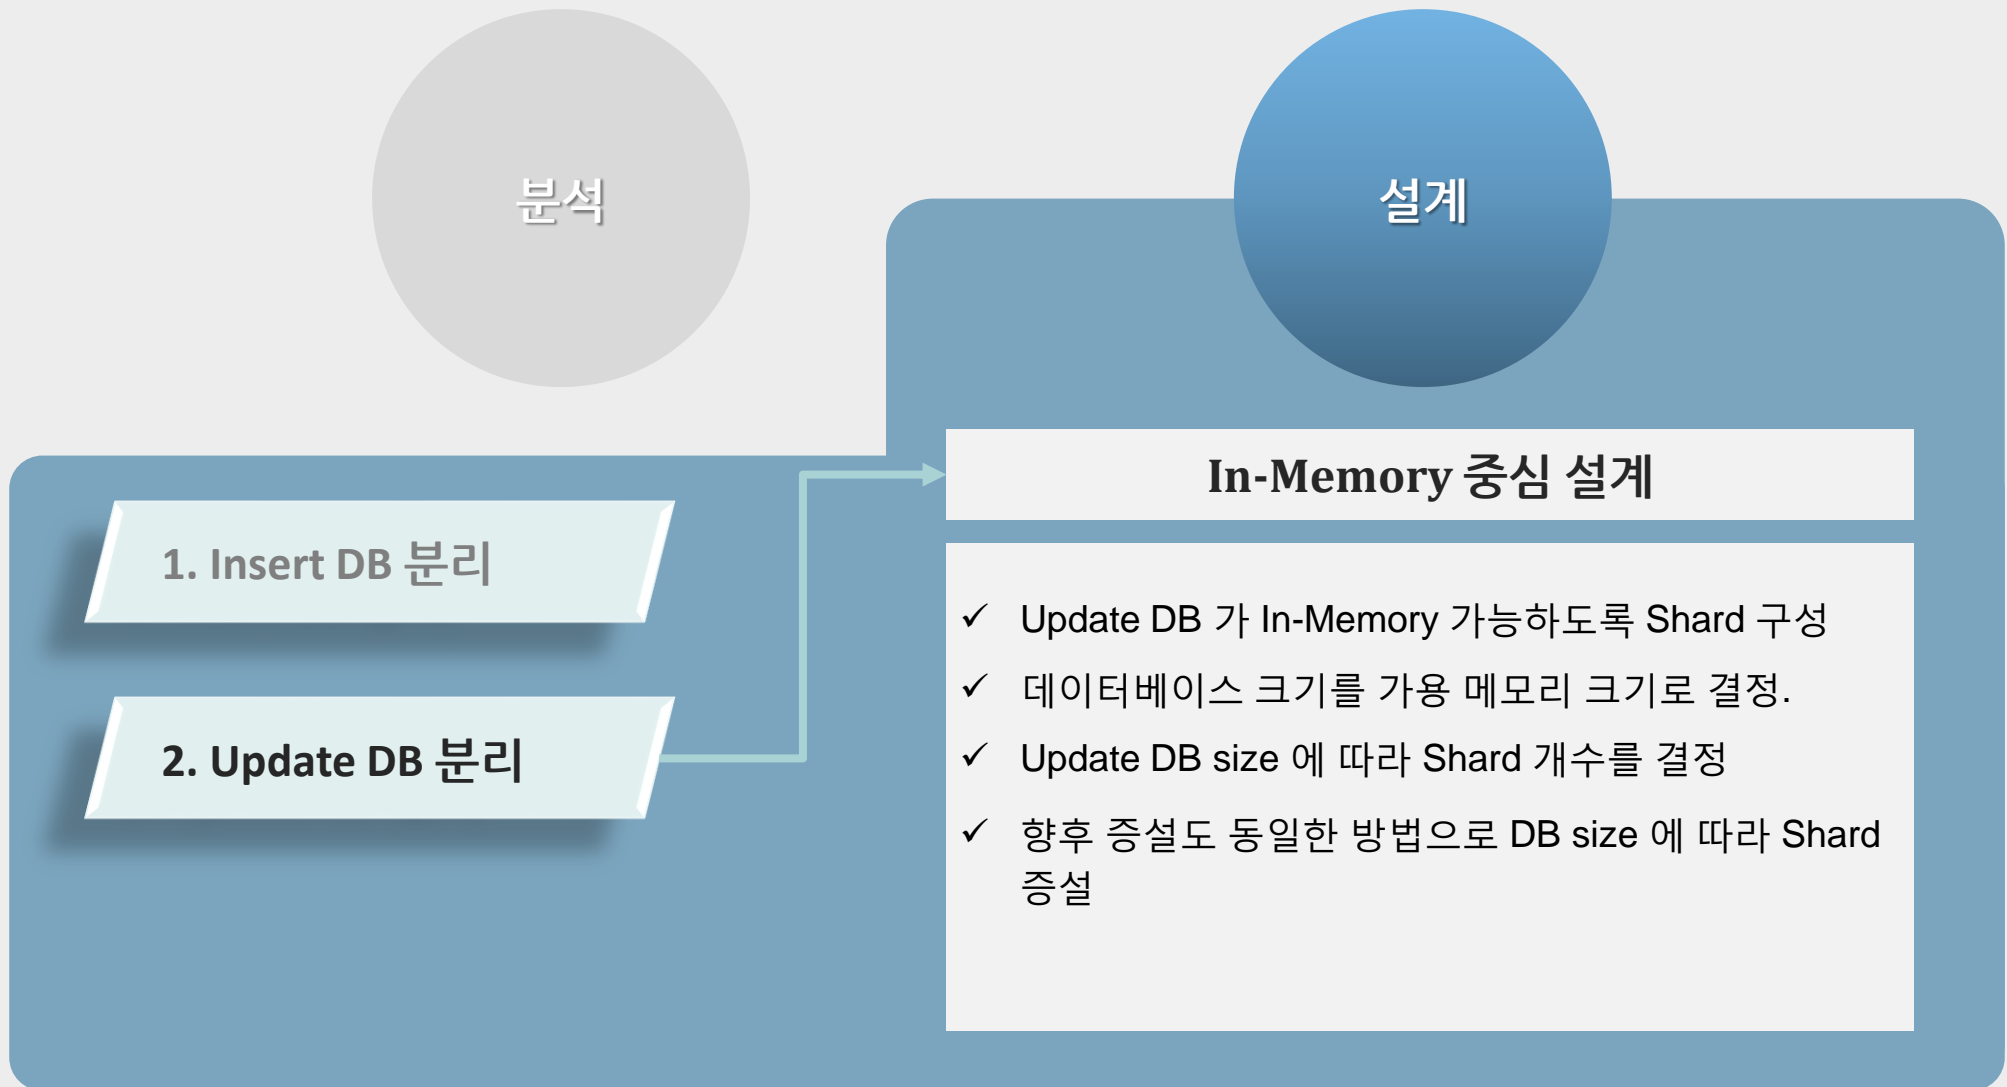 분석
설계
1. Insert DB 분리
2. Update DB 분리
In-Memory 중심 설계
✓ Update DB 가 In-Memory 가능하도록 Shard 구성
✓ 데이터베이스 크기를 가용 메모리 크기로 결정.
✓ Update DB size 에 따라 Shard 개수를 결정
✓ 향후 증설도 동일한 방법으로 DB size 에 따라 Shard
증설